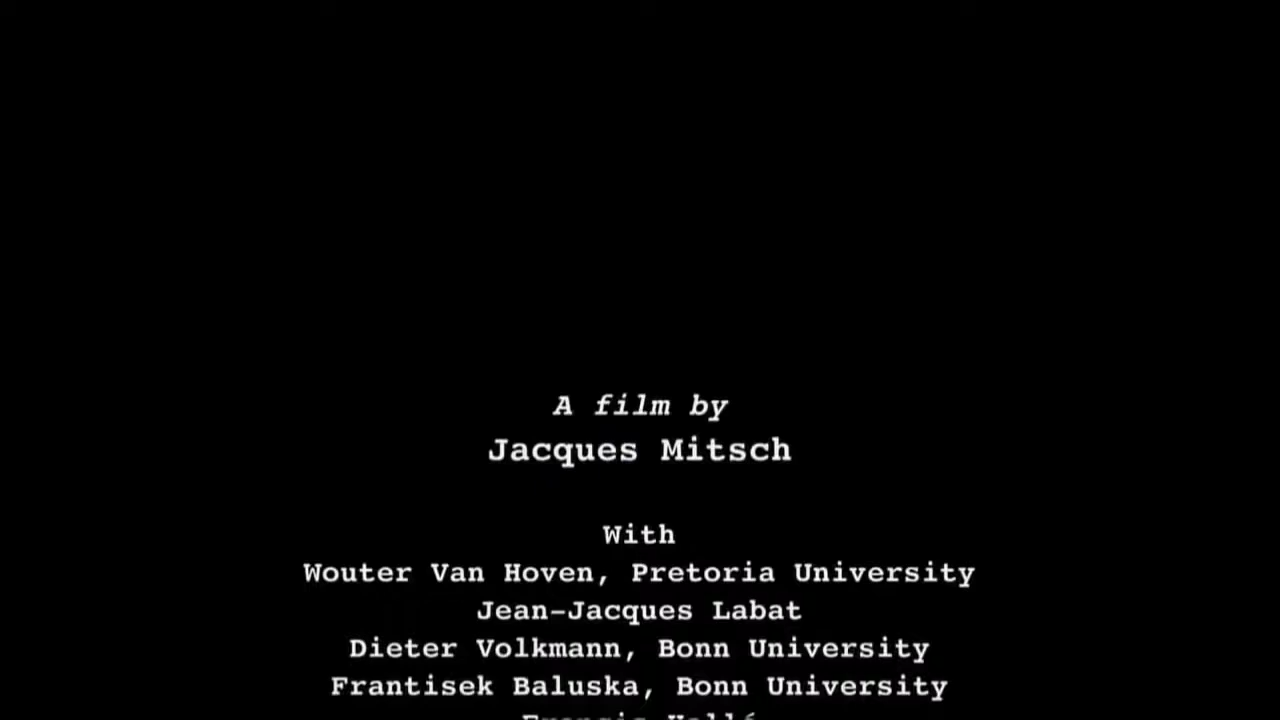 A film by
Jacques Mitsch
With
Wouter Van Hoven, Pretoria University
Jean-Jacques Labat
Dieter Volkmann, Bonn University
Frantisek Baluska, Bonn University